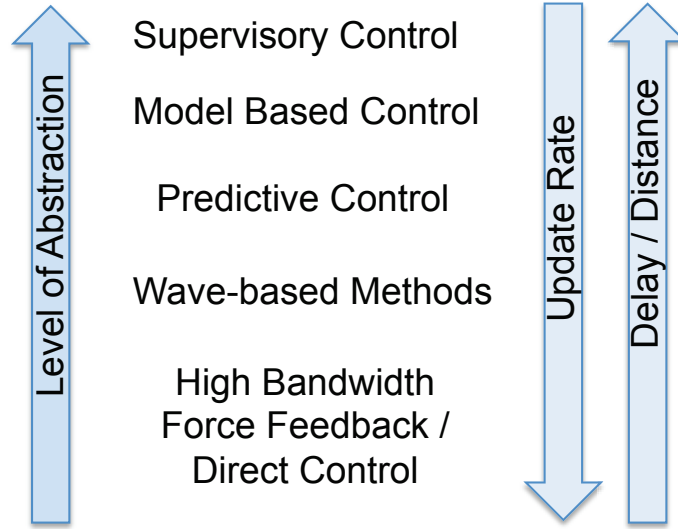 Level of Abstraction
Supervisory Control
Model Based Control
Predictive Control
Wave-based Methods
High Bandwidth
Force Feedback /
Direct Control
Update Rate
Delay / Distance